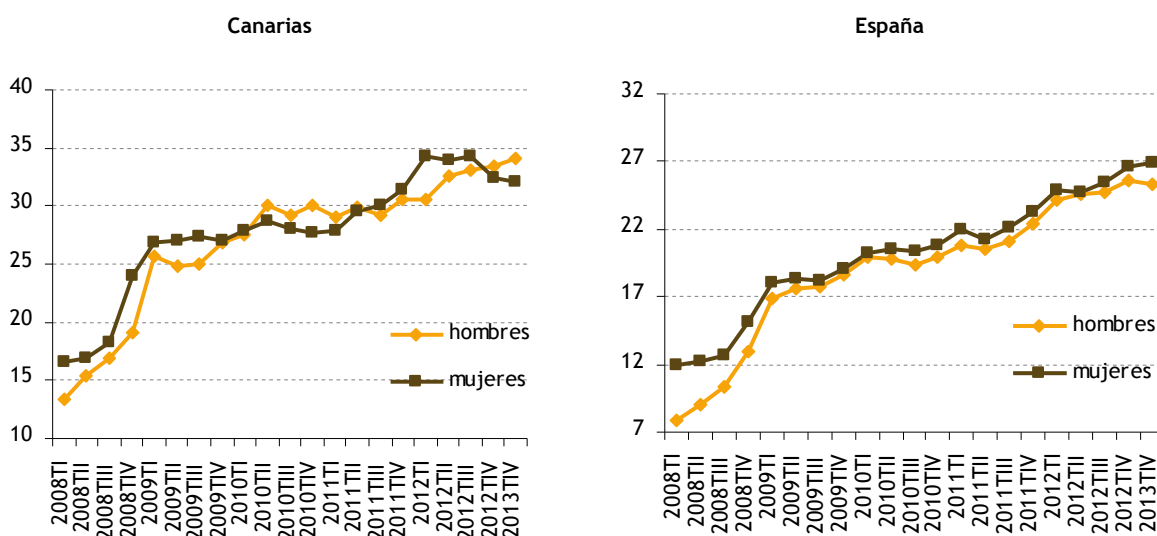 Canarias
40
35
30
25
20
15
10
hombres
mujeres
2008TI
2008TII
2008TIII
2008TIV
2009TI
2009TII
2009TIII
2009TIV
2010TI
2010TII
2010TIII
2010TIV
2011TI
2011TII
2011TIII
2011TIV
2012TI
2012TII
2012TIII
2012TIV
2013TIV
España
32
27
22
17
12
7
hombres
mujeres
2008TI
2008TII
2008TIII
2008TIV
2009TI
2009TII
2009TIII
2009TIV
2010TI
2010TII
2010TIII
2010TIV
2011TI
2011TII
2011TIII
2011TIV
2012TI
2012TII
2012TIII
2012TIV
2013TIV